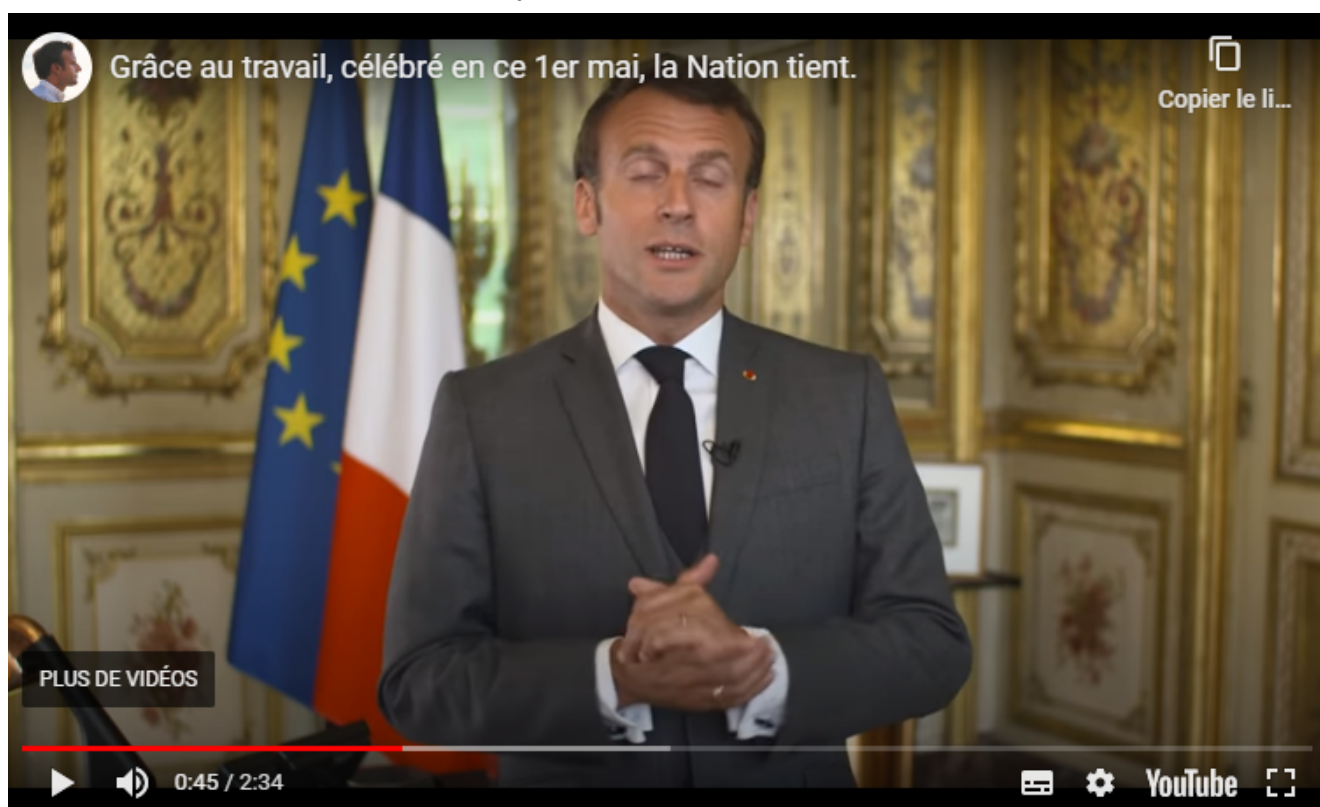 Grâce au travail, célébré en ce 1er mai, la Nation tient.
Copier le li...
PLUS DE VIDÉOS
0:45 / 2:34
YouTube